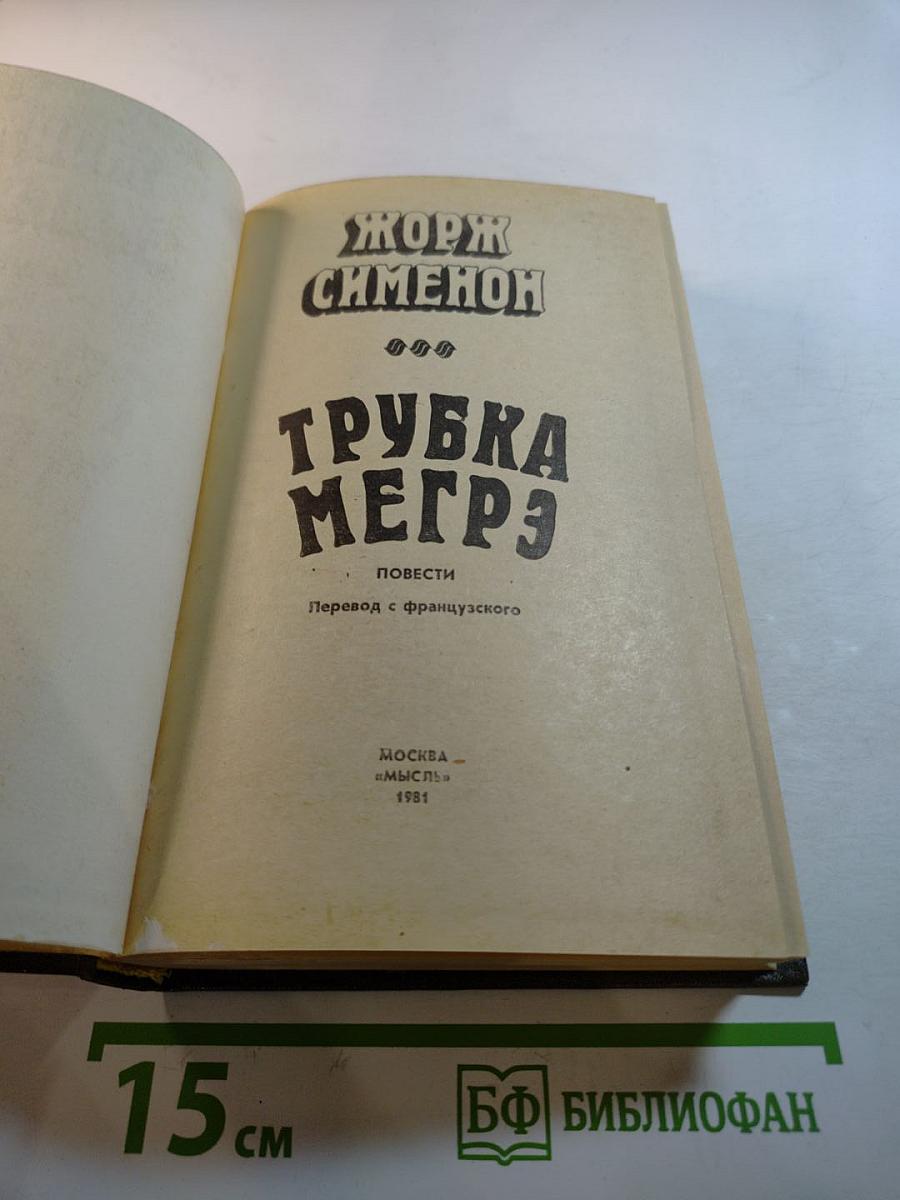 ЖОРЖ
СИМЕНОН
ТРУБКА
МЕГРЭ
ПОВЕСТИ
Перевод с французского
МОСКВА
«МЫСЛЬ»
1981
15 см
БФ БИБЛИОФАН